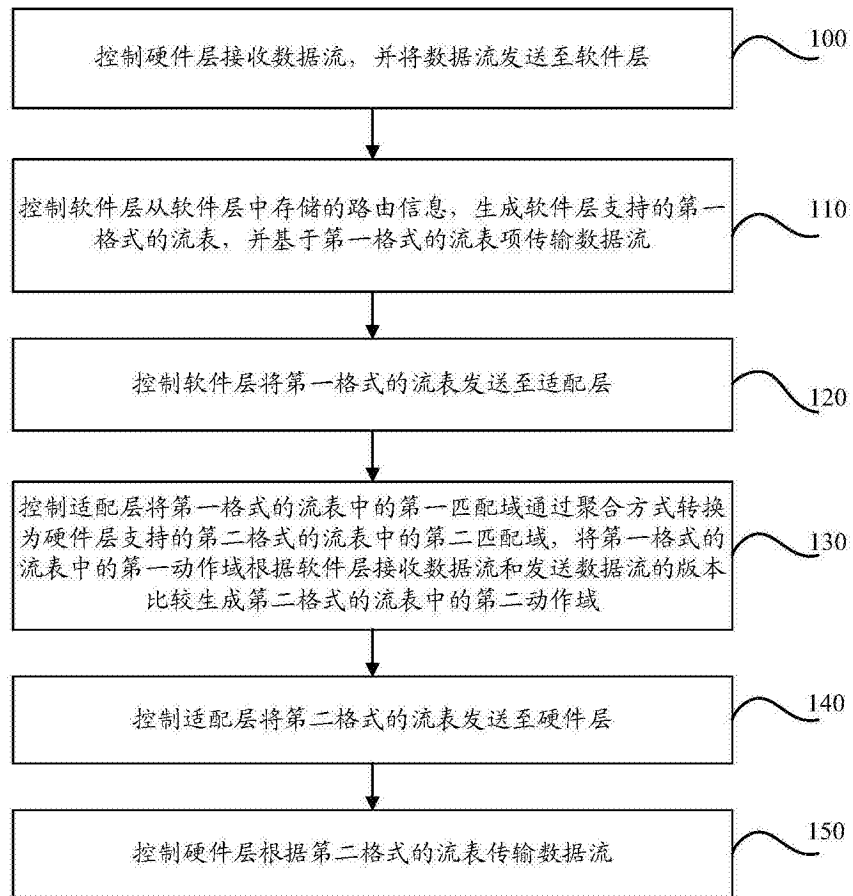 控制硬件层接收数据流，并将数据流发送至软件层
100
控制软件层从软件层中存储的路由信息，生成软件层支持的第一
格式的流表，并基于第一格式的流表项传输数据流
110
控制软件层将第一格式的流表发送至适配层
120
控制适配层将第一格式的流表中的第一匹配域通过聚合方式转换
为硬件层支持的第二格式的流表中的第二匹配域，将第一格式的
流表中的第一动作域根据软件层接收数据流和发送数据流的版本
比较生成第二格式的流表中的第二动作域
130
控制适配层将第二格式的流表发送至硬件层
140
控制硬件层根据第二格式的流表传输数据流
150